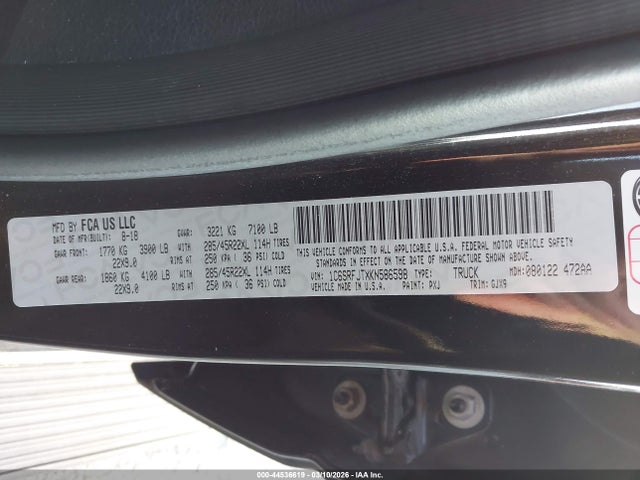 MFD BY FCA US LLC
DATE OF MFR(BUILT): 8-18 GVWR: 3221 KG 7100 LB
GAWR FRONT: 1770 KG 3900 LB WITH 285/45R22XL 114H TIRES
22X9.0 RIMS AT 250 KPA ( 36 PSI) COLD
GAWR REAR: 1860 KG 4100 LB WITH 285/45R22XL 114H TIRES
22X9.0 RIMS AT 250 KPA ( 36 PSI) COLD
THIS VEHICLE CONFORMS TO ALL APPLICABLE U.S.A. FEDERAL MOTOR VEHICLE SAFETY
STANDARDS IN EFFECT ON THE DATE OF MANUFACTURE SHOWN ABOVE.
VIN: 1C6SRFJTXKN586598 TYPE: TRUCK MDH: 080122 472AA
VEHICLE MADE IN U.S.A. PAINT: PXJ TRIM: GJX9
000-44536619 - 03/10/2026 - IAA Inc.